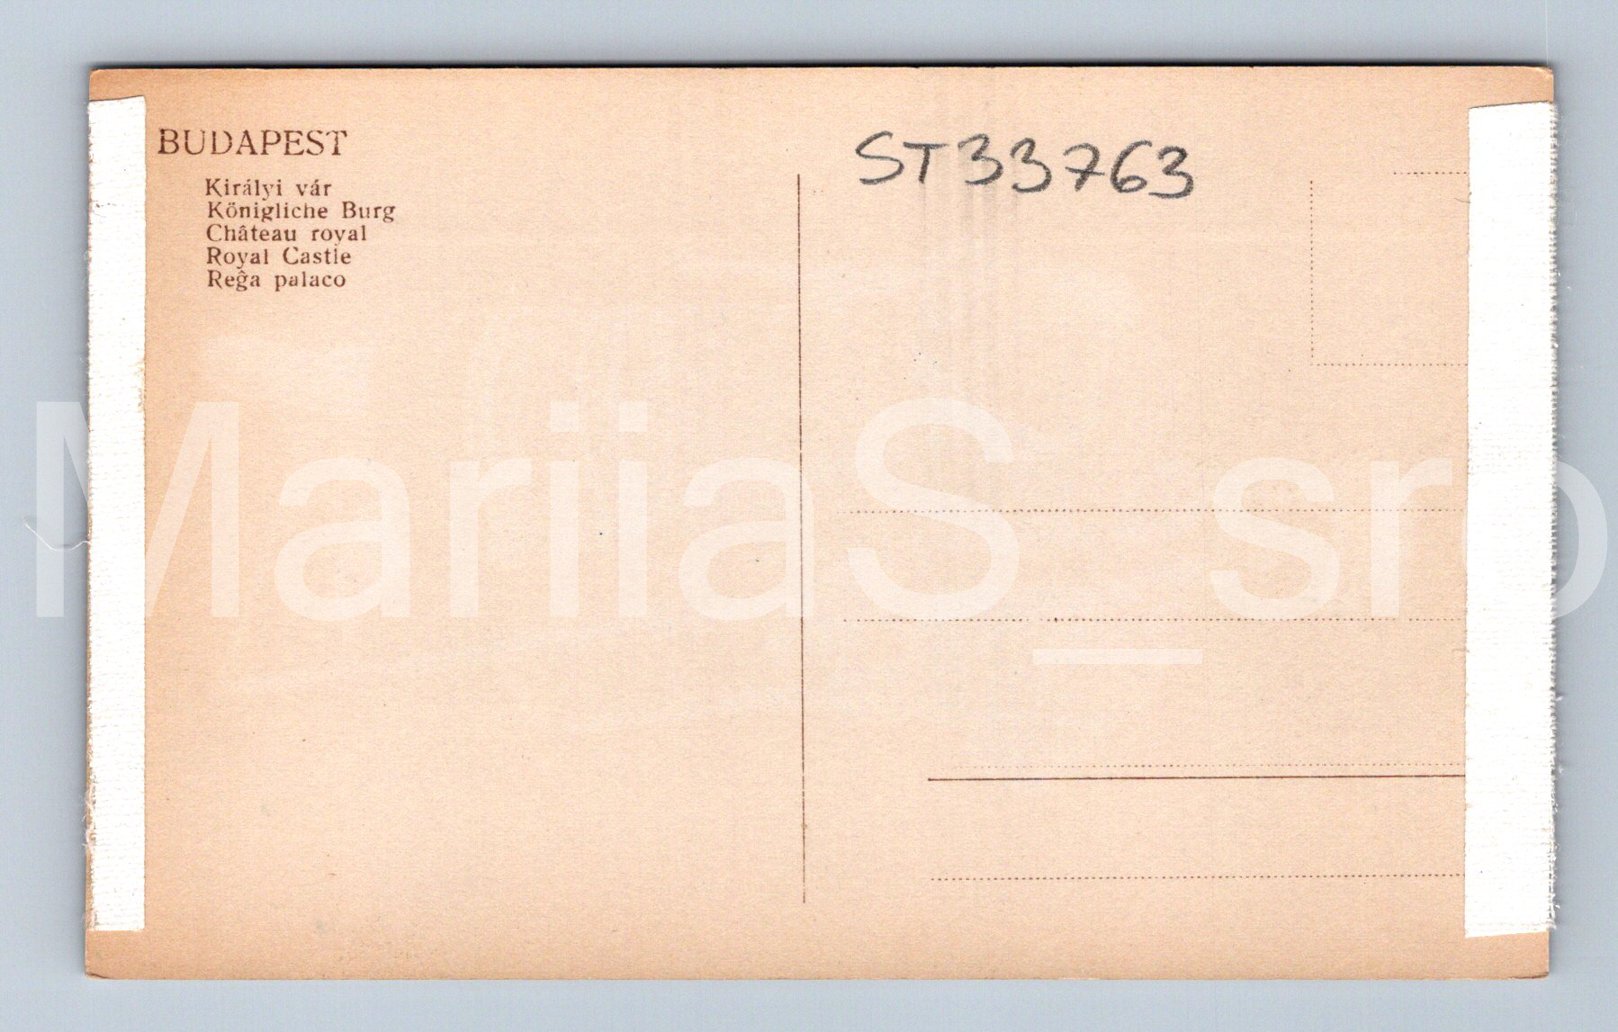 BUDAPEST
Királyi vár
Königliche Burg
Château royal
Royal Castle
Reĝa palaco
ST33763
MariiaS_sro